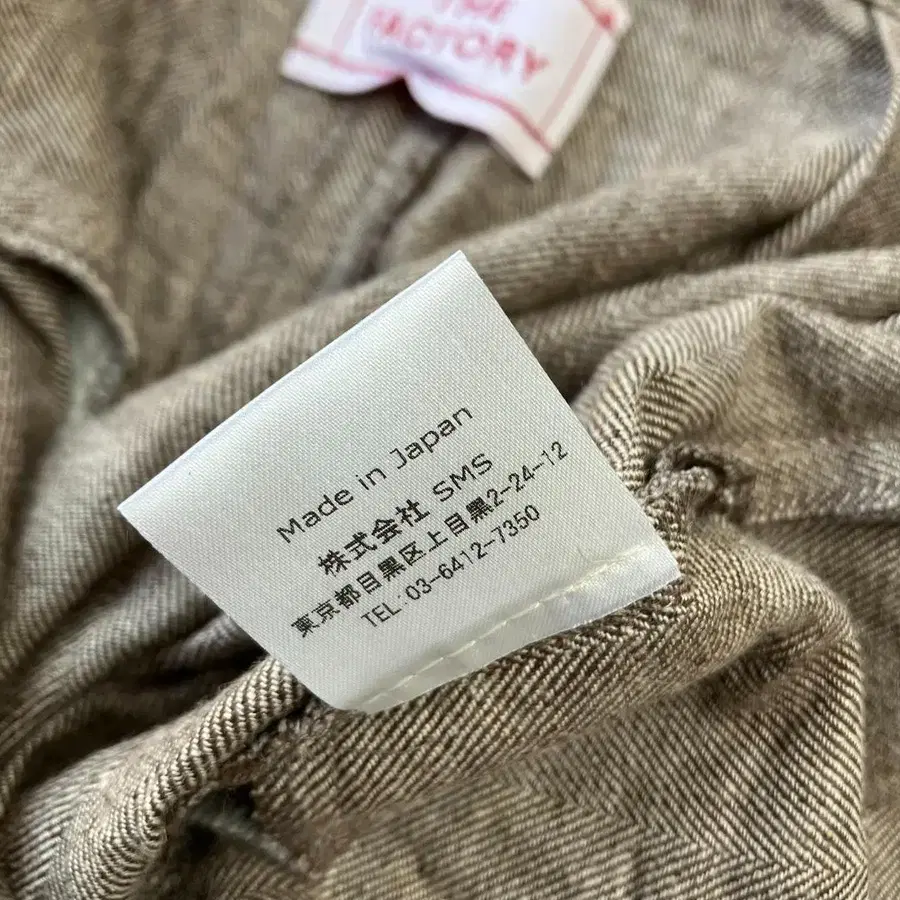 THE
FACTORY
Made in Japan
株式会社 SMS
東京都目黒区上目黒2-24-12
TEL:03-6412-7350